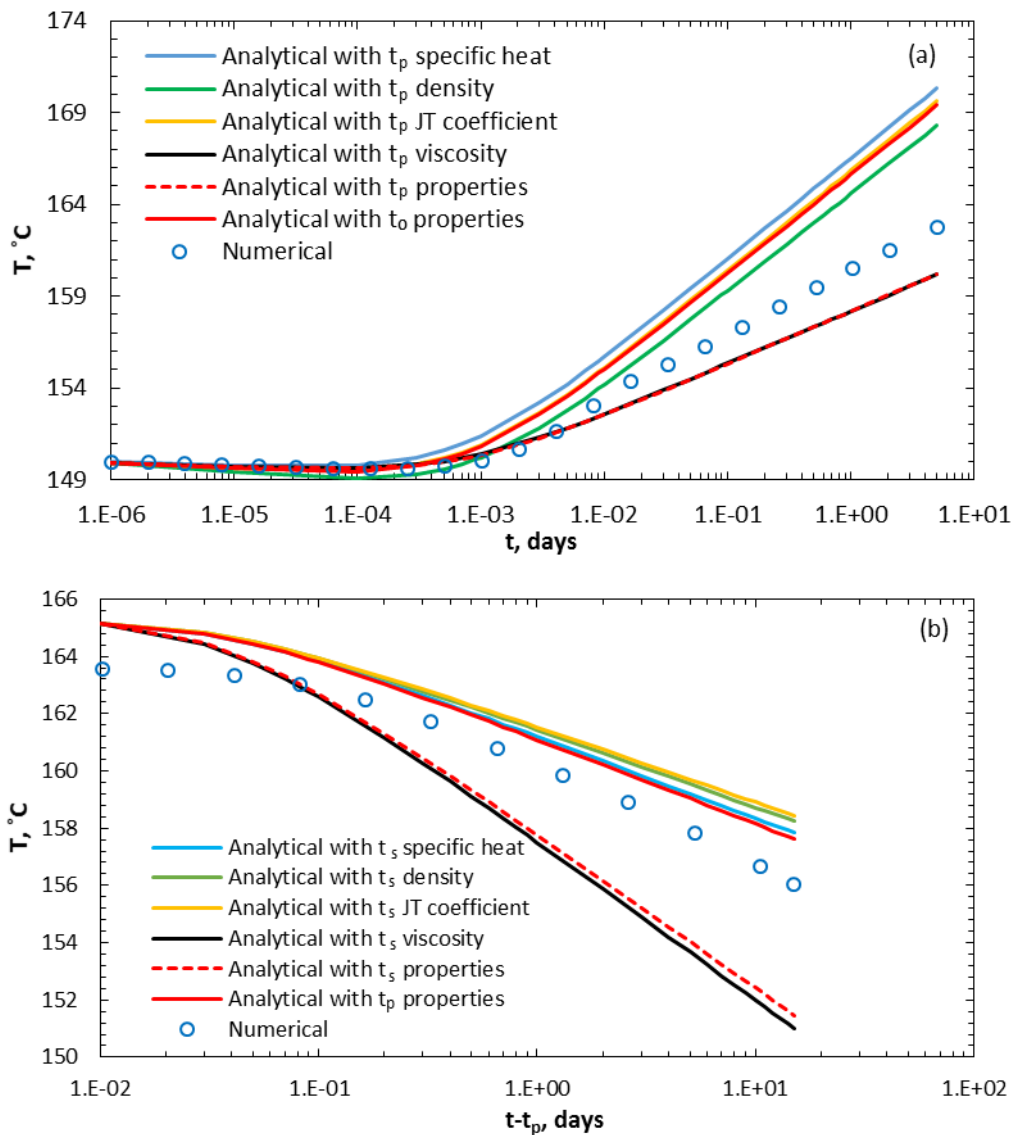 174
169
164
159
154
149
T, ˚C
(a)
Analytical with tp specific heat
Analytical with tp density
Analytical with tp JT coefficient
Analytical with tp viscosity
Analytical with tp properties
Analytical with to properties
Numerical
1.E-06 1.E-05 1.E-04 1.E-03 1.E-02 1.E-01 1.E+00 1.E+01
t, days
166
164
162
160
158
156
154
152
150
T, ˚C
(b)
Analytical with ts specific heat
Analytical with ts density
Analytical with ts JT coefficient
Analytical with ts viscosity
Analytical with ts properties
Analytical with tp properties
Numerical
1.E-02 1.E-01 1.E+00 1.E+01 1.E+02
t-tp, days